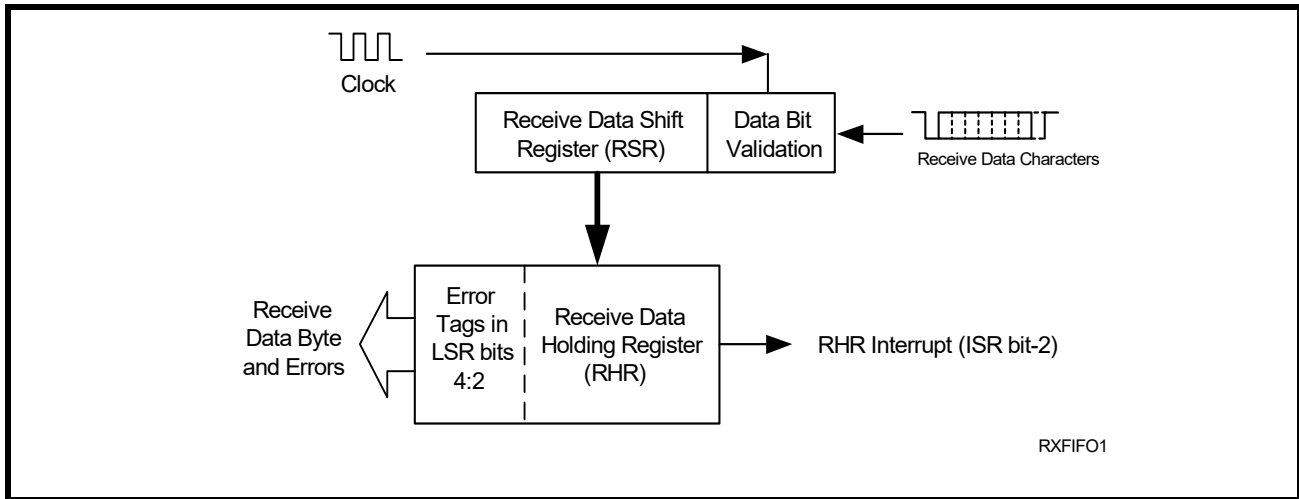 Clock
Receive Data Shift
Register (RSR)
Data Bit
Validation
Receive Data Characters
Receive
Data Byte
and Errors
Error
Tags in
LSR bits
4:2
Receive Data
Holding Register
(RHR)
RHR Interrupt (ISR bit-2)
RXFIFO1